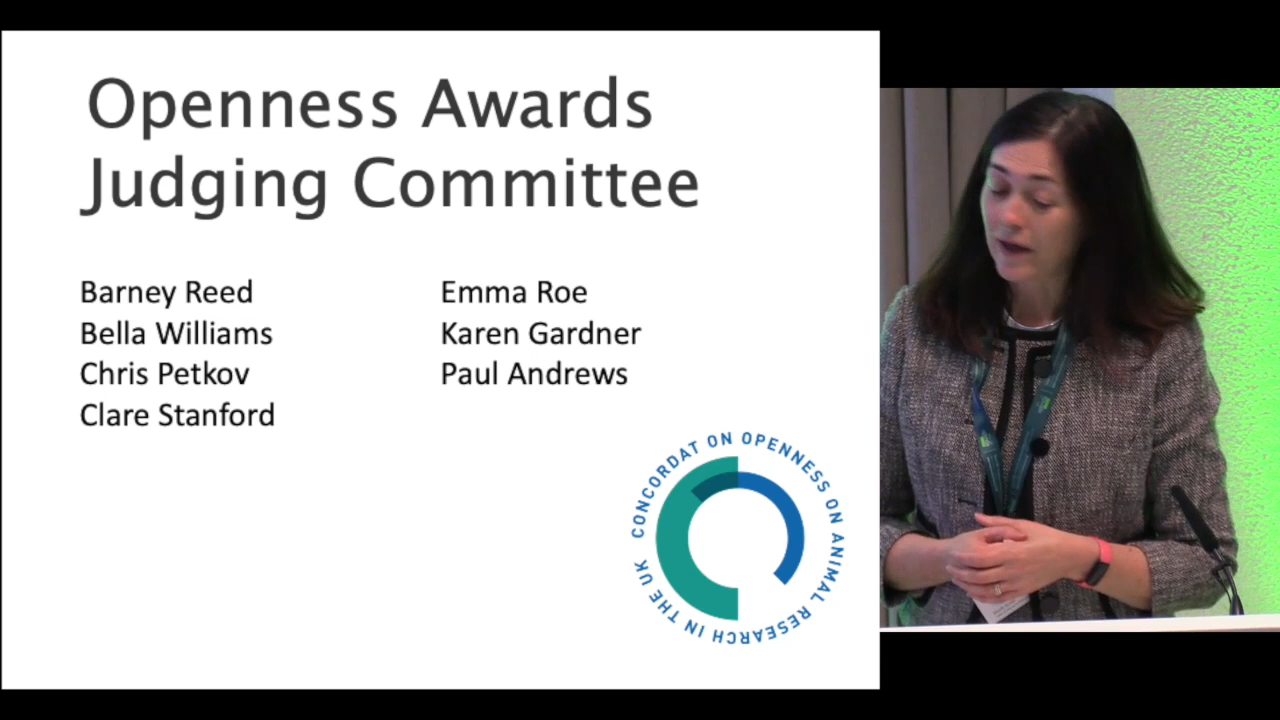 Openness Awards
Judging Committee
Barney Reed
Bella Williams
Chris Petkov
Clare Stanford
Emma Roe
Karen Gardner
Paul Andrews
CONCORDAT ON OPENNESS ON ANIMAL RESEARCH IN THE UK